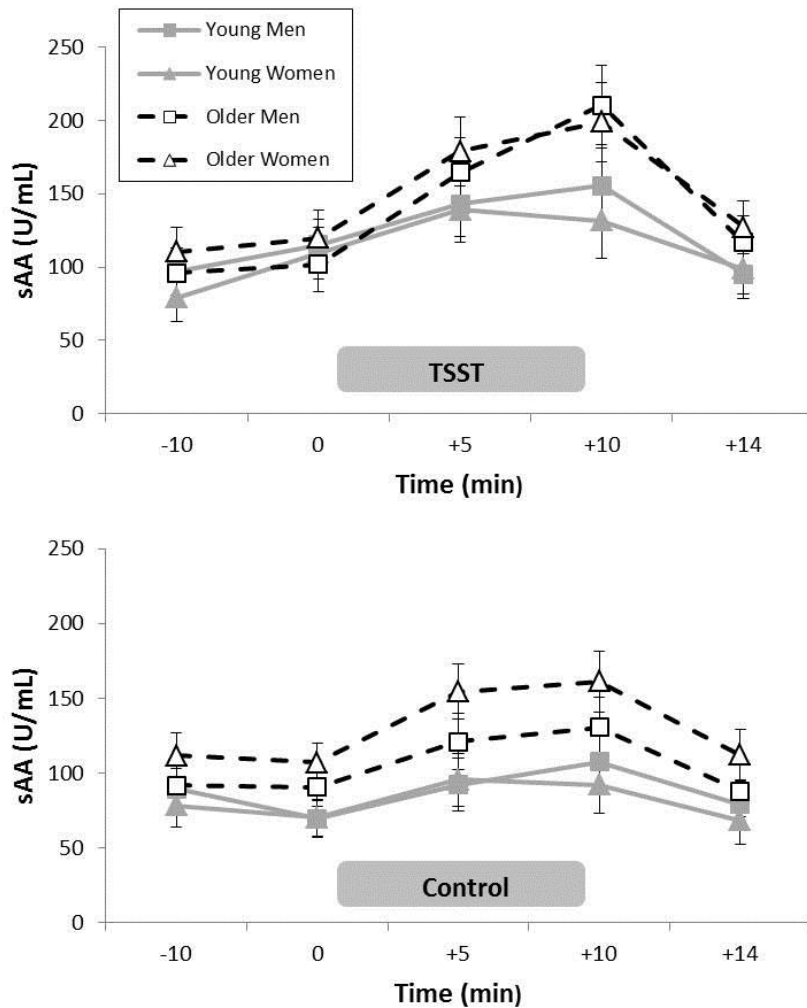 250
200
150
100
50
0
sAA (U/mL)
Young Men
Young Women
Older Men
Older Women
TSST
-10 0 +5 +10 +14
Time (min)
250
200
150
100
50
0
sAA (U/mL)
Control
-10 0 +5 +10 +14
Time (min)